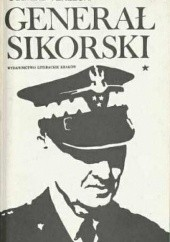 GENERAŁ
SIKORSKI
WYDAWNICTWO LITERACKIE KRAKÓW
*